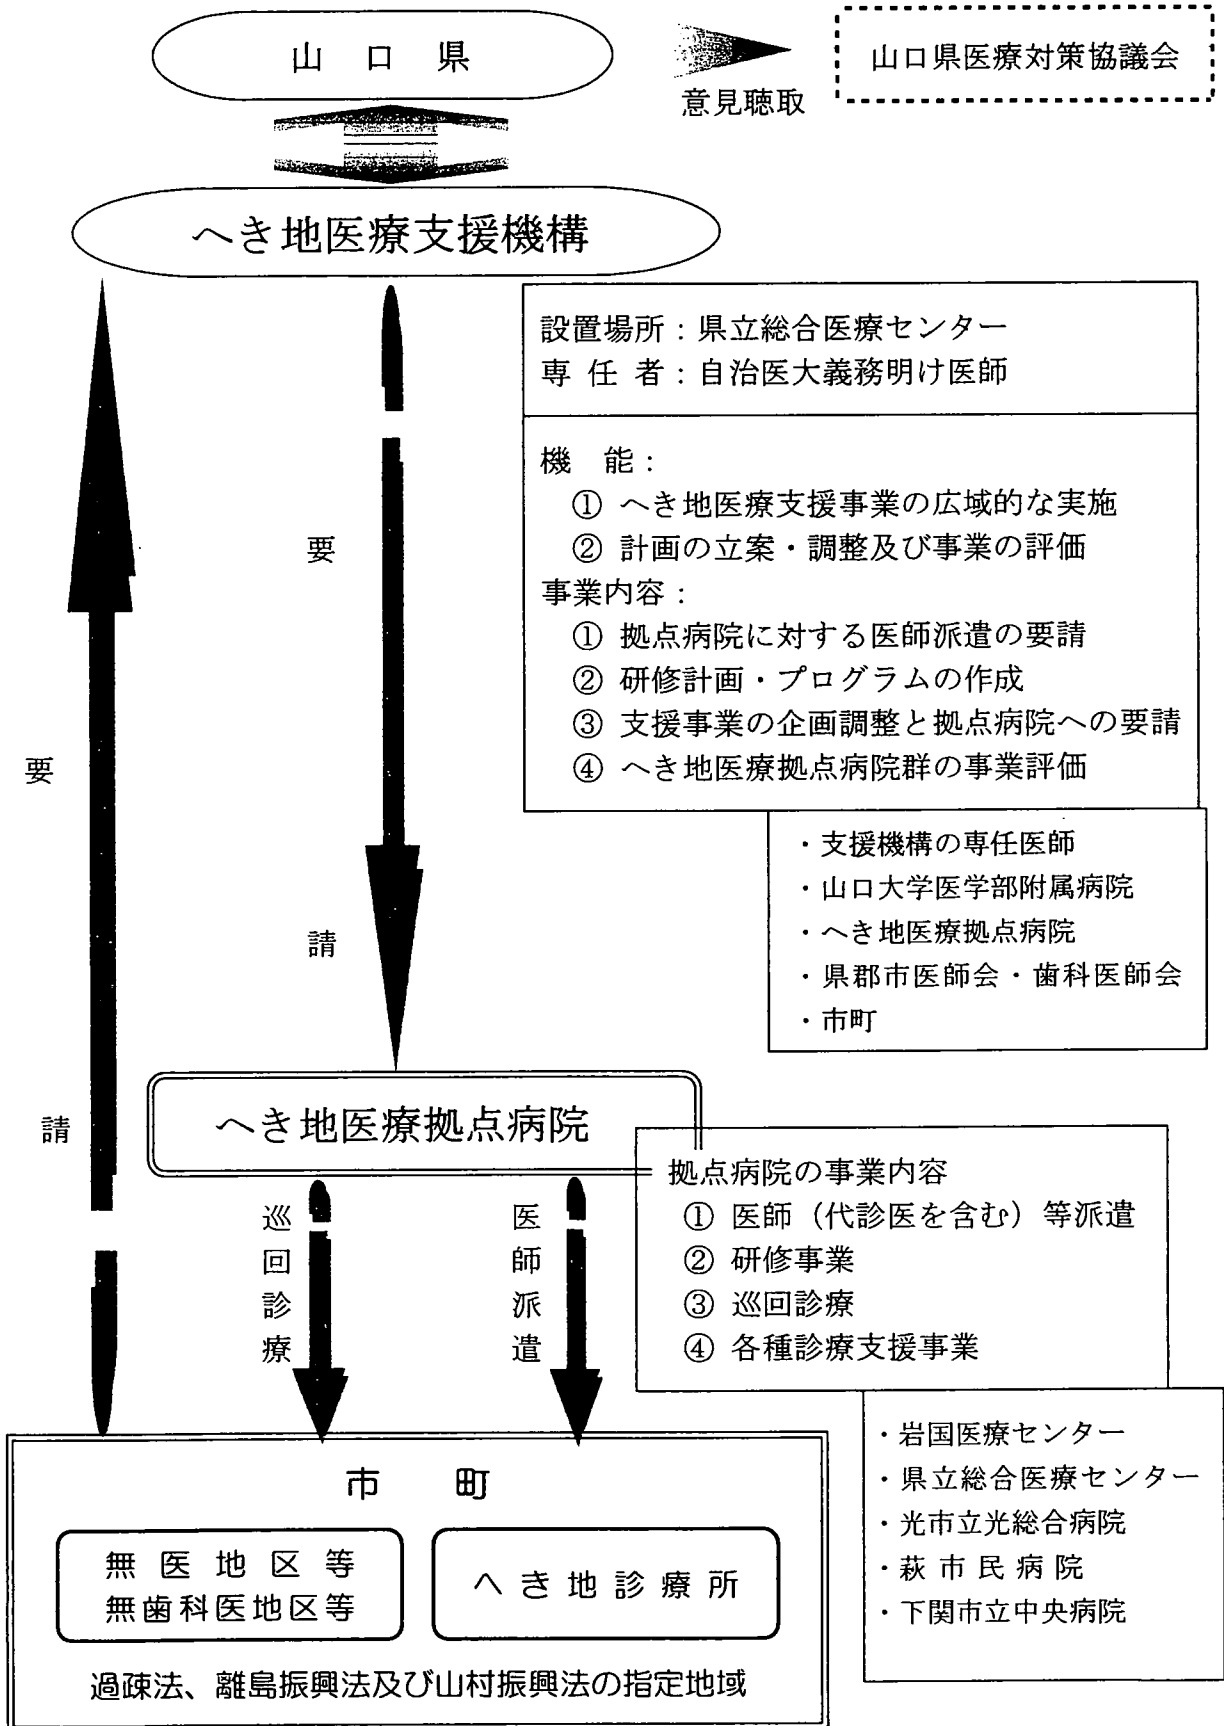 山口県
山口県医療対策協議会
意見聴取
へき地医療支援機構
設置場所：県立総合医療センター
専任者：自治医大義務明け医師
機能：
① へき地医療支援事業の広域的な実施
② 計画の立案・調整及び事業の評価
事業内容：
① 拠点病院に対する医師派遣の要請
② 研修計画・プログラムの作成
③ 支援事業の企画調整と拠点病院への要請
④ へき地医療拠点病院群の事業評価
要請
要請
・支援機構の専任医師
・山口大学医学部附属病院
・へき地医療拠点病院
・県郡市医師会・歯科医師会
・市町
へき地医療拠点病院
拠点病院の事業内容
① 医師（代診医を含む）等派遣
② 研修事業
③ 巡回診療
④ 各種診療支援事業
巡回診療
医師派遣
・岩国医療センター
・県立総合医療センター
・光市立光総合病院
・萩市民病院
・下関市立中央病院
市町
無医地区等
無歯科医地区等
へき地診療所
過疎法、離島振興法及び山村振興法の指定地域